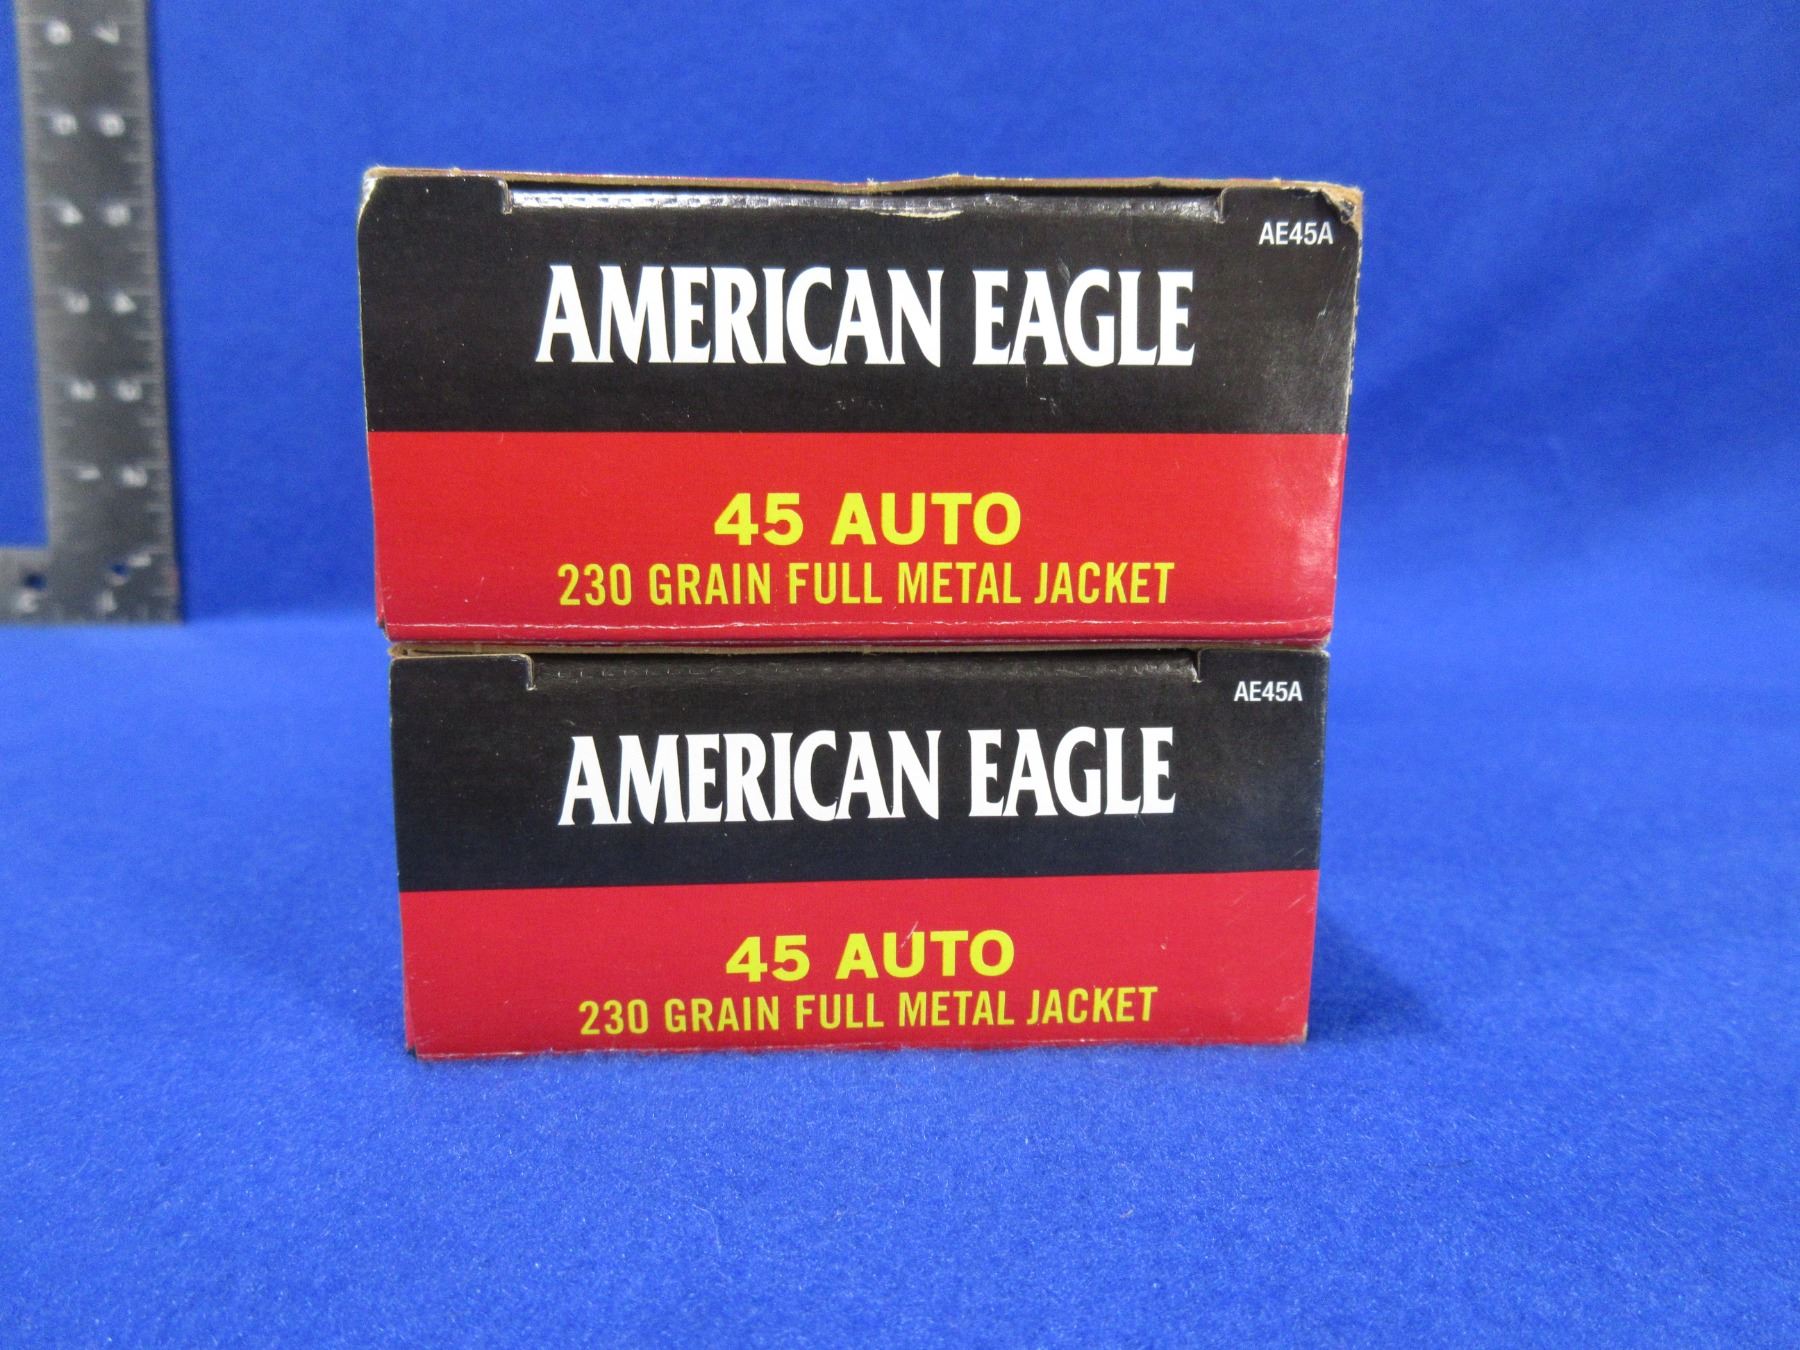 AE45A
AMERICAN EAGLE
45 AUTO
230 GRAIN FULL METAL JACKET
AE45A
AMERICAN EAGLE
45 AUTO
230 GRAIN FULL METAL JACKET